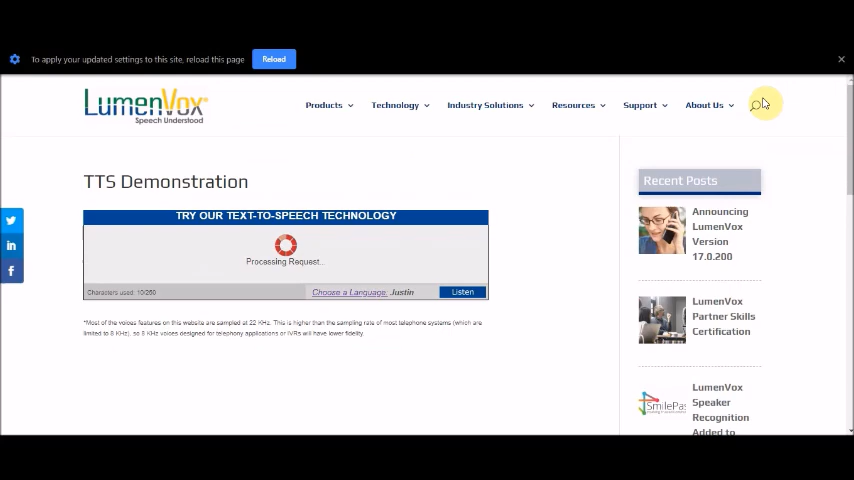 To apply your updated settings to this site, reload this page
Reload
LumenVox
Speech Understood
Products
Technology
Industry Solutions
Resources
Support
About Us
TTS Demonstration
TRY OUR TEXT-TO-SPEECH TECHNOLOGY
Processing Request...
Characters used: 10/250
Choose a Language: Justin
Listen
*Most of the voices features on this website are sampled at 22 KHz. This is higher than the sampling rate of most telephone systems (which are
limited to 8 KHz), so 8 KHz voices designed for telephony applications or IVRs will have lower fidelity.
Recent Posts
Announcing
LumenVox
Version
17.0.200
LumenVox
Partner Skills
Certification
SmilePas
LumenVox
Speaker
Recognition
Added to